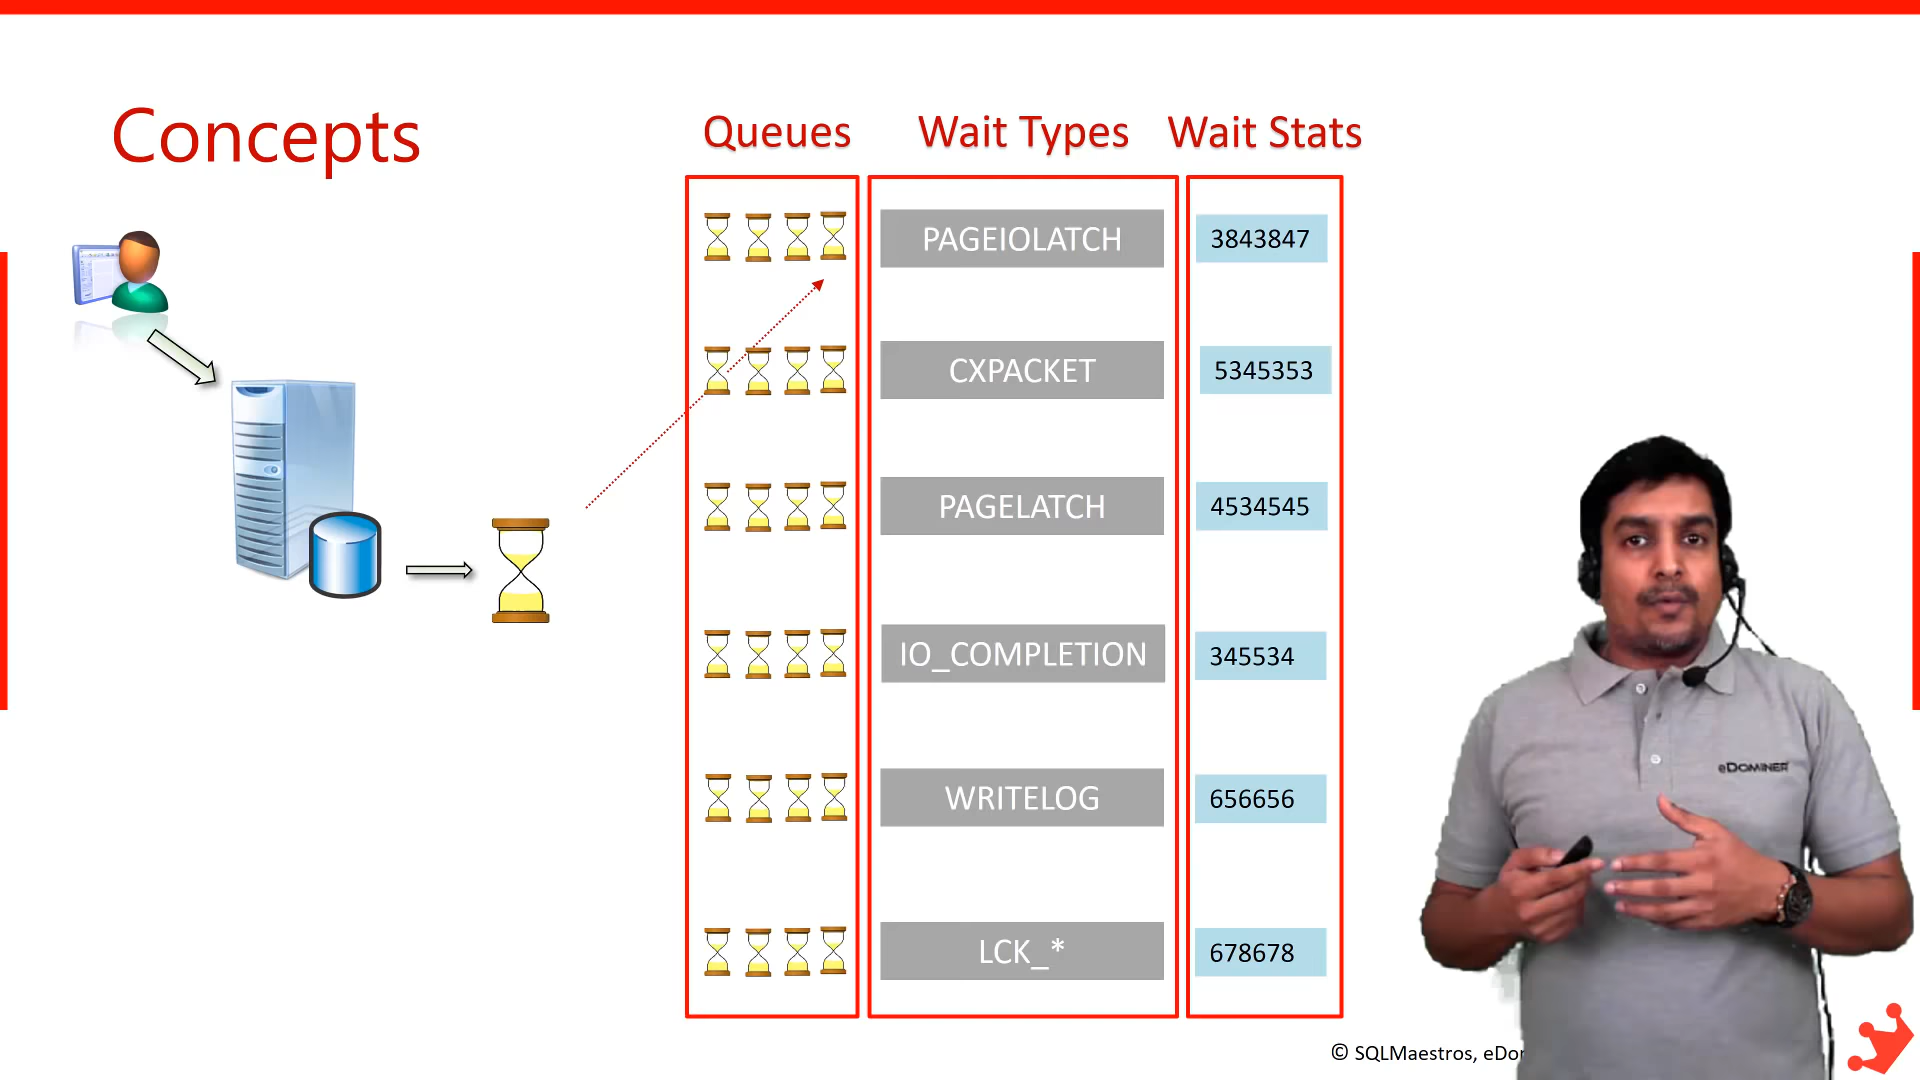 Concepts
Queues Wait Types Wait Stats
PAGEIOLATCH 3843847
CXPACKET 5345353
PAGELATCH 4534545
IO_COMPLETION 345534
WRITELOG 656656
LCK_* 678678
eDOMINER
© SQLMaestros,